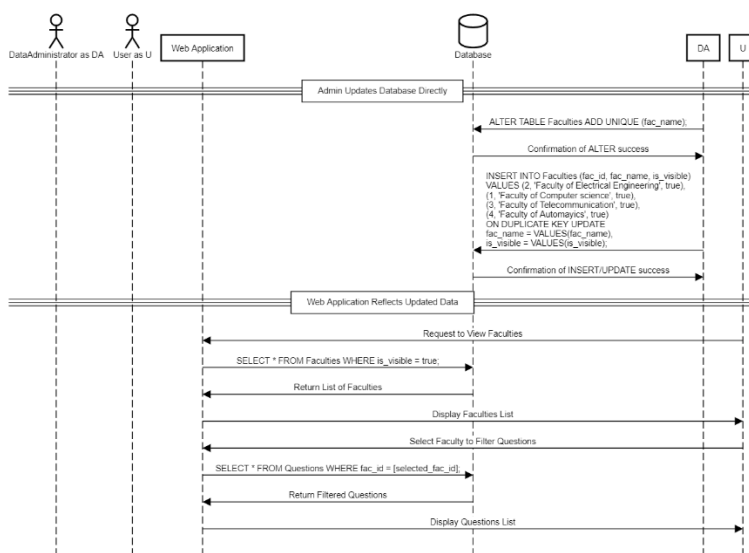 DataAdministrator as DA
User as U
Web Application
Database
DA
U
Admin Updates Database Directly
ALTER TABLE Faculties ADD UNIQUE (fac_name);
Confirmation of ALTER success
INSERT INTO Faculties (fac_id, fac_name, is_visible)
VALUES (2, 'Faculty of Electrical Engineering', true),
(1, 'Faculty of Computer science', true),
(3, 'Faculty of Telecommunication', true),
(4, 'Faculty of Automayics', true)
ON DUPLICATE KEY UPDATE
fac_name = VALUES(fac_name),
is_visible = VALUES(is_visible);
Confirmation of INSERT/UPDATE success
Web Application Reflects Updated Data
Request to View Faculties
SELECT * FROM Faculties WHERE is_visible = true;
Return List of Faculties
Display Faculties List
Select Faculty to Filter Questions
SELECT * FROM Questions WHERE fac_id = [selected_fac_id];
Return Filtered Questions
Display Questions List